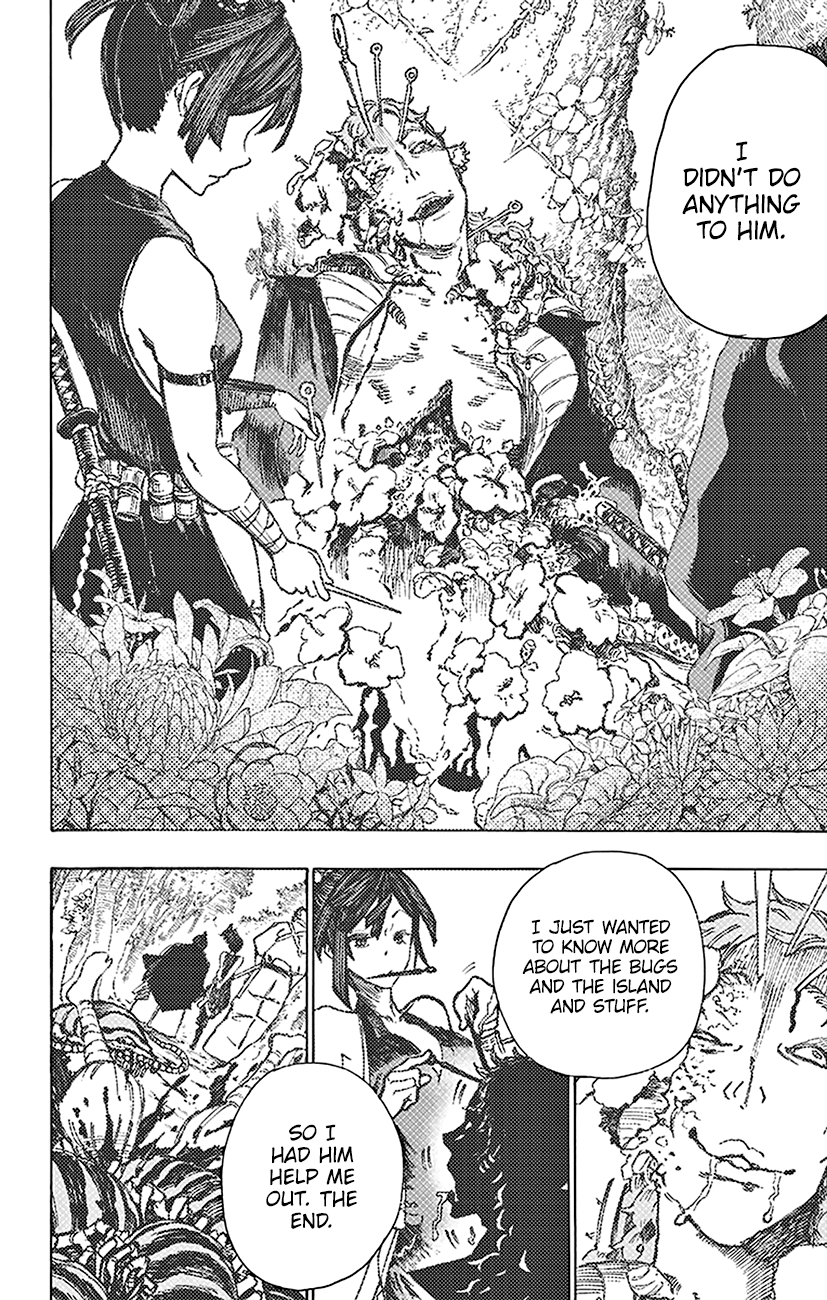 I
DIDN'T DO
ANYTHING
TO HIM.
I JUST WANTED
TO KNOW MORE
ABOUT THE BUGS
AND THE ISLAND
AND STUFF.
SO I
HAD HIM
HELP ME
OUT. THE
END.